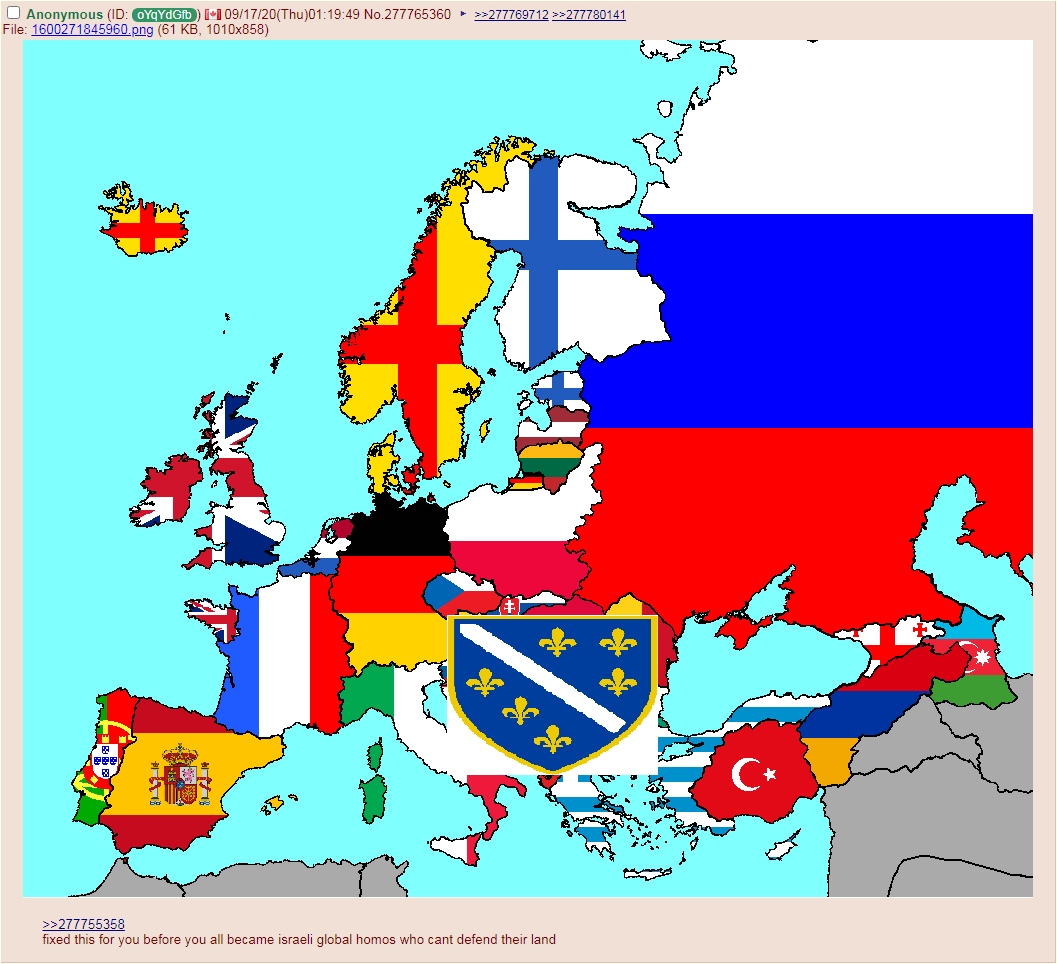 Anonymous (ID: oYqYdGfb) 09/17/20(Thu)01:19:49 No.277765360 ▸ >>277769712 >>277780141
File: 1600271845960.png (61 KB, 1010x858)
>>277755358
fixed this for you before you all became israeli global homos who cant defend their land